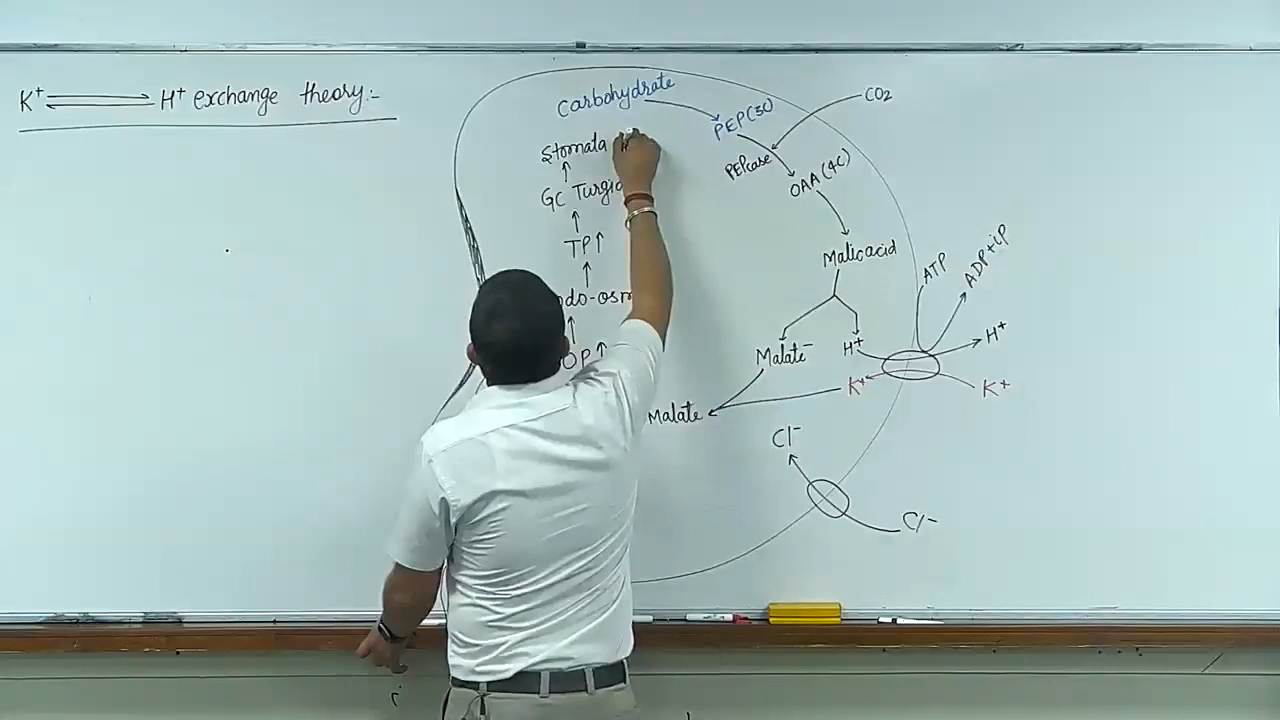 K+ ⇌ H+ exchange theory:-
Carbohydrate
PEP(3C)
CO2
PEPcase
OAA(4C)
Stomata
GC
TP↑
OP↑
Malic acid
Malate-
H+
ATP
ADP+iP
H+
K+
K+
Malate
Cl-
Cl-